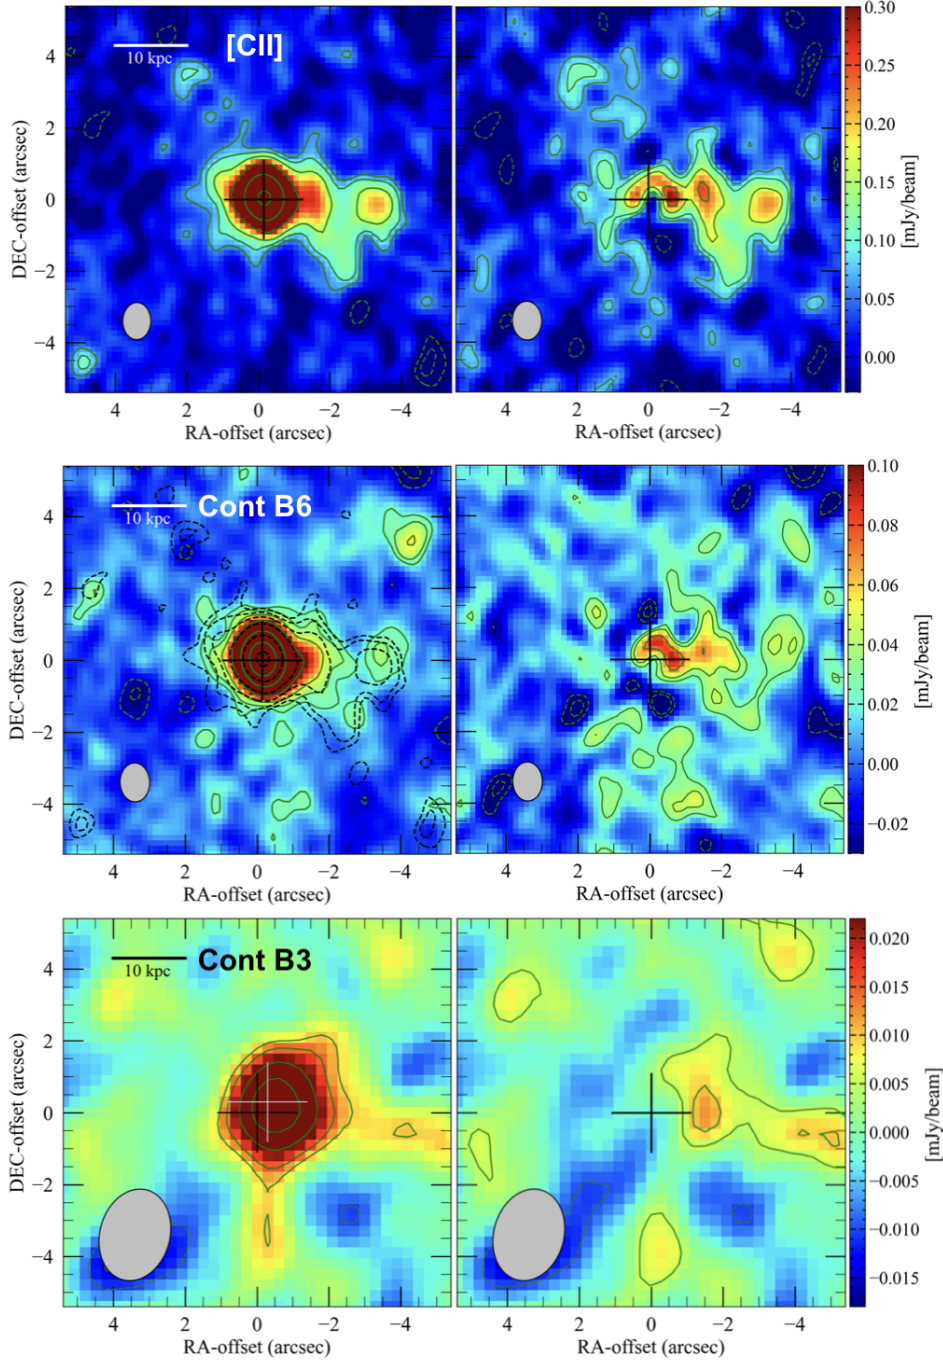 [CII]
10 kpc
4
2
0
−2
−4
DEC-offset (arcsec)
4 2 0 −2 −4
RA-offset (arcsec)
4 2 0 −2 −4
RA-offset (arcsec)
0.30
0.25
0.20
0.15
0.10
0.05
0.00
[mJy/beam]
Cont B6
10 kpc
4
2
0
−2
−4
DEC-offset (arcsec)
4 2 0 −2 −4
RA-offset (arcsec)
4 2 0 −2 −4
RA-offset (arcsec)
0.10
0.08
0.06
0.04
0.02
0.00
−0.02
[mJy/beam]
Cont B3
10 kpc
4
2
0
−2
−4
DEC-offset (arcsec)
4 2 0 −2 −4
RA-offset (arcsec)
4 2 0 −2 −4
RA-offset (arcsec)
0.020
0.015
0.010
0.005
0.000
−0.005
−0.010
−0.015
[mJy/beam]